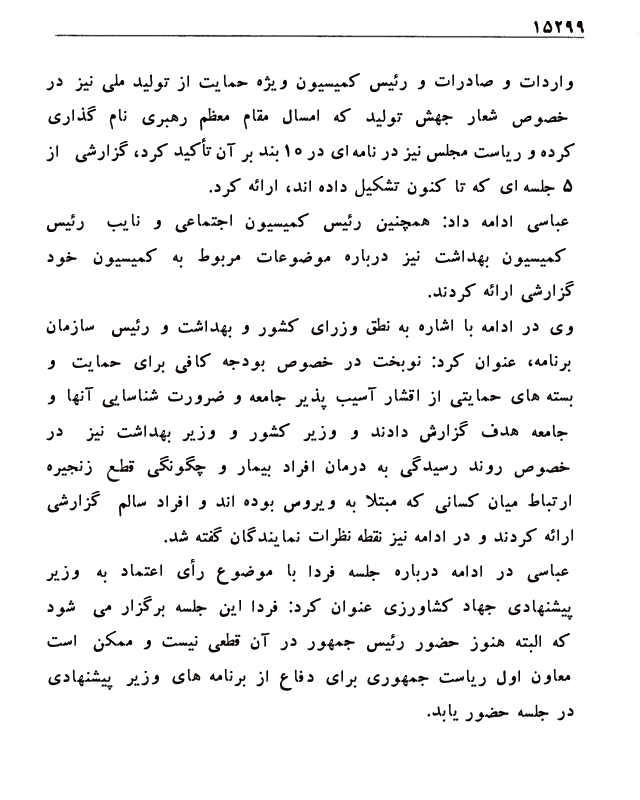 ۱۵۲۹۹
واردات و صادرات و رئیس کمیسیون ویژه حمایت از تولید ملی نیز در
خصوص شعار جهش تولید که امسال مقام معظم رهبری نام گذاری
کرده و ریاست مجلس نیز در نامه ای در ۱۰ بند بر آن تأکید کرد، گزارشی از
۵ جلسه ای که تا کنون تشکیل داده اند، ارائه کرد.
عباسی ادامه داد: همچنین رئیس کمیسیون اجتماعی و نایب رئیس
کمیسیون بهداشت نیز درباره موضوعات مربوط به کمیسیون خود
گزارشی ارائه کردند.
وی در ادامه با اشاره به نطق وزرای کشور و بهداشت و رئیس سازمان
برنامه، عنوان کرد: نوبخت در خصوص بودجه کافی برای حمایت و
بسته های حمایتی از اقشار آسیب پذیر جامعه و ضرورت شناسایی آنها و
جامعه هدف گزارش دادند و وزیر کشور و وزیر بهداشت نیز در
خصوص روند رسیدگی به درمان افراد بیمار و چگونگی قطع زنجیره
ارتباط میان کسانی که مبتلا به ویروس بوده اند و افراد سالم گزارشی
ارائه کردند و در ادامه نیز نقطه نظرات نمایندگان گفته شد.
عباسی در ادامه درباره جلسه فردا با موضوع رأی اعتماد به وزیر
پیشنهادی جهاد کشاورزی عنوان کرد: فردا این جلسه برگزار می شود
که البته هنوز حضور رئیس جمهور در آن قطعی نیست و ممکن است
معاون اول ریاست جمهوری برای دفاع از برنامه های وزیر پیشنهادی
در جلسه حضور یابد.